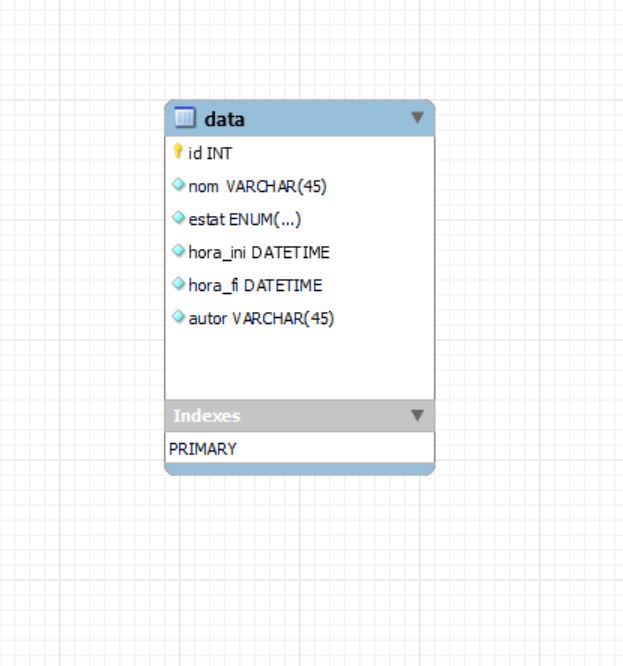 data
id INT
nom VARCHAR(45)
estat ENUM(...)
hora_ini DATETIME
hora_fi DATETIME
autor VARCHAR(45)
Indexes
PRIMARY